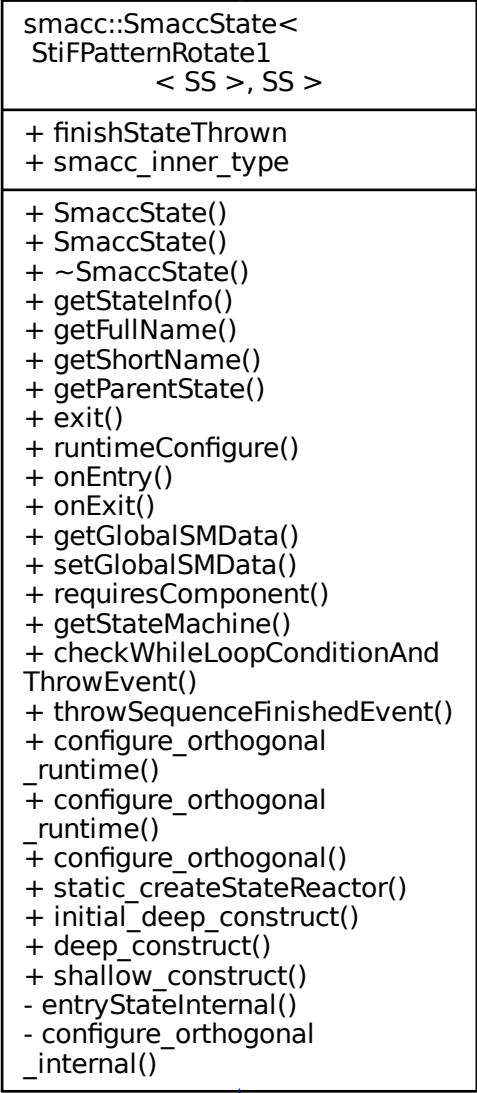 smacc::SmaccState<
StiFPatternRotate1
< SS >, SS >
+ finishStateThrown
+ smacc_inner_type
+ SmaccState()
+ SmaccState()
+ ~SmaccState()
+ getStateInfo()
+ getFullName()
+ getShortName()
+ getParentState()
+ exit()
+ runtimeConfigure()
+ onEntry()
+ onExit()
+ getGlobalSMData()
+ setGlobalSMData()
+ requiresComponent()
+ getStateMachine()
+ checkWhileLoopConditionAnd
ThrowEvent()
+ throwSequenceFinishedEvent()
+ configure_orthogonal
_runtime()
+ configure_orthogonal
_runtime()
+ configure_orthogonal()
+ static_createStateReactor()
+ initial_deep_construct()
+ deep_construct()
+ shallow_construct()
- entryStateInternal()
- configure_orthogonal
_internal()